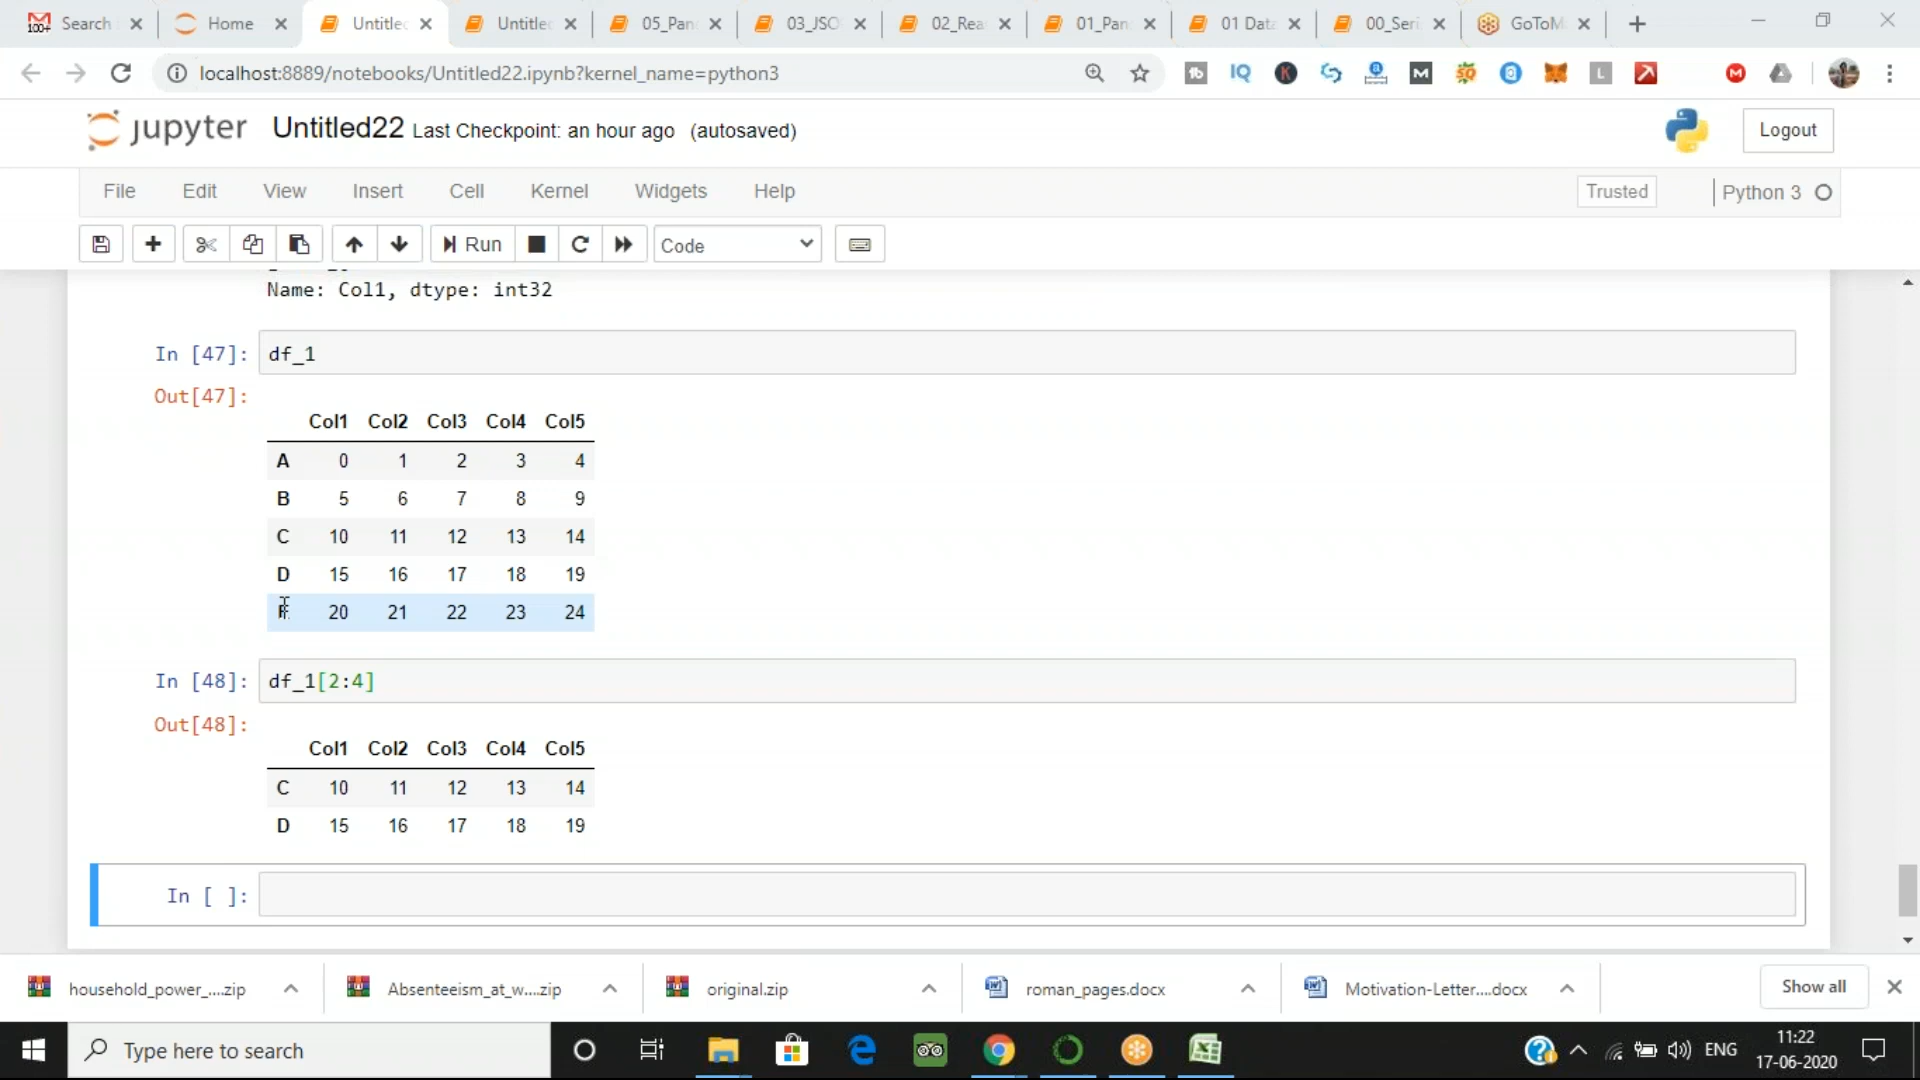 Search
Home
Untitle
Untitle
05_Pan
03_JSO
02_Rea
01_Pan
01 Data
00_Seri
GoToM
localhost:8889/notebooks/Untitled22.ipynb?kernel_name=python3
jupyter Untitled22 Last Checkpoint: an hour ago (autosaved)
Logout
File Edit View Insert Cell Kernel Widgets Help
Trusted
Python 3
Run
Code
Name: Col1, dtype: int32
In [47]: df_1
Out[47]:
Col1 Col2 Col3 Col4 Col5
A 0 1 2 3 4
B 5 6 7 8 9
C 10 11 12 13 14
D 15 16 17 18 19
20 21 22 23 24
In [48]: df_1[2:4]
Out[48]:
Col1 Col2 Col3 Col4 Col5
C 10 11 12 13 14
D 15 16 17 18 19
In [ ]:
household_power_....zip
Absenteeism_at_w....zip
original.zip
roman_pages.docx
Motivation-Letter....docx
Show all
Type here to search
ENG
11:22
17-06-2020